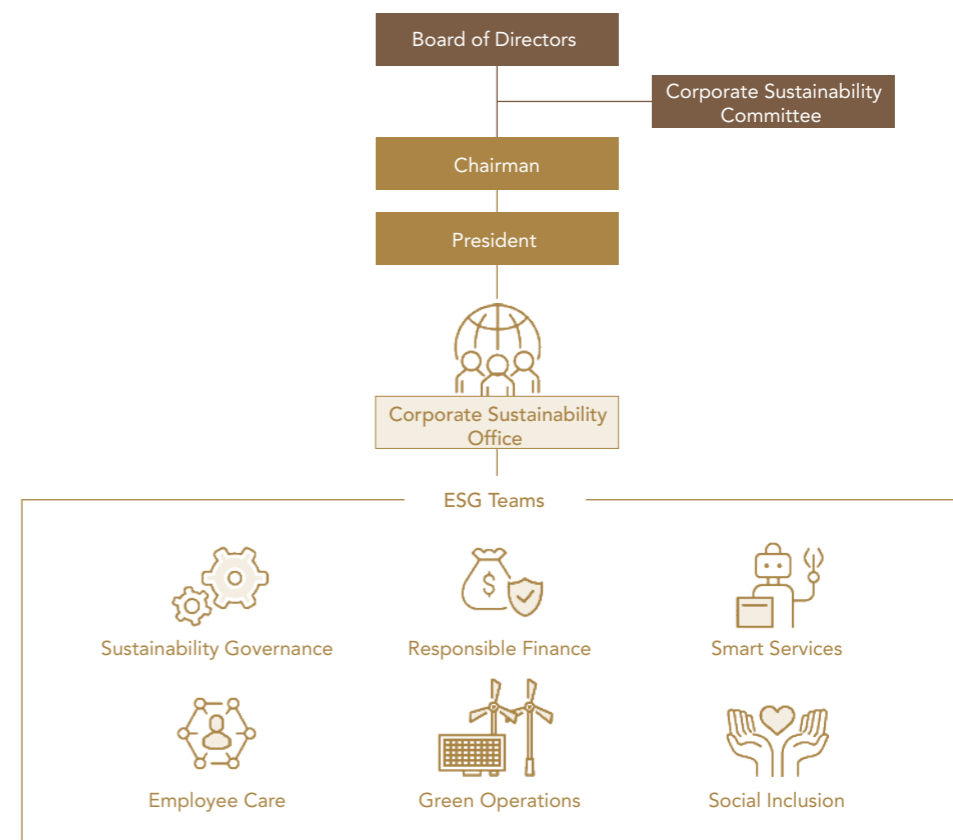 Board of Directors
Corporate Sustainability
Committee
Chairman
President
Corporate Sustainability
Office
ESG Teams
$
Sustainability Governance
Responsible Finance
Smart Services
Employee Care
Green Operations
Social Inclusion